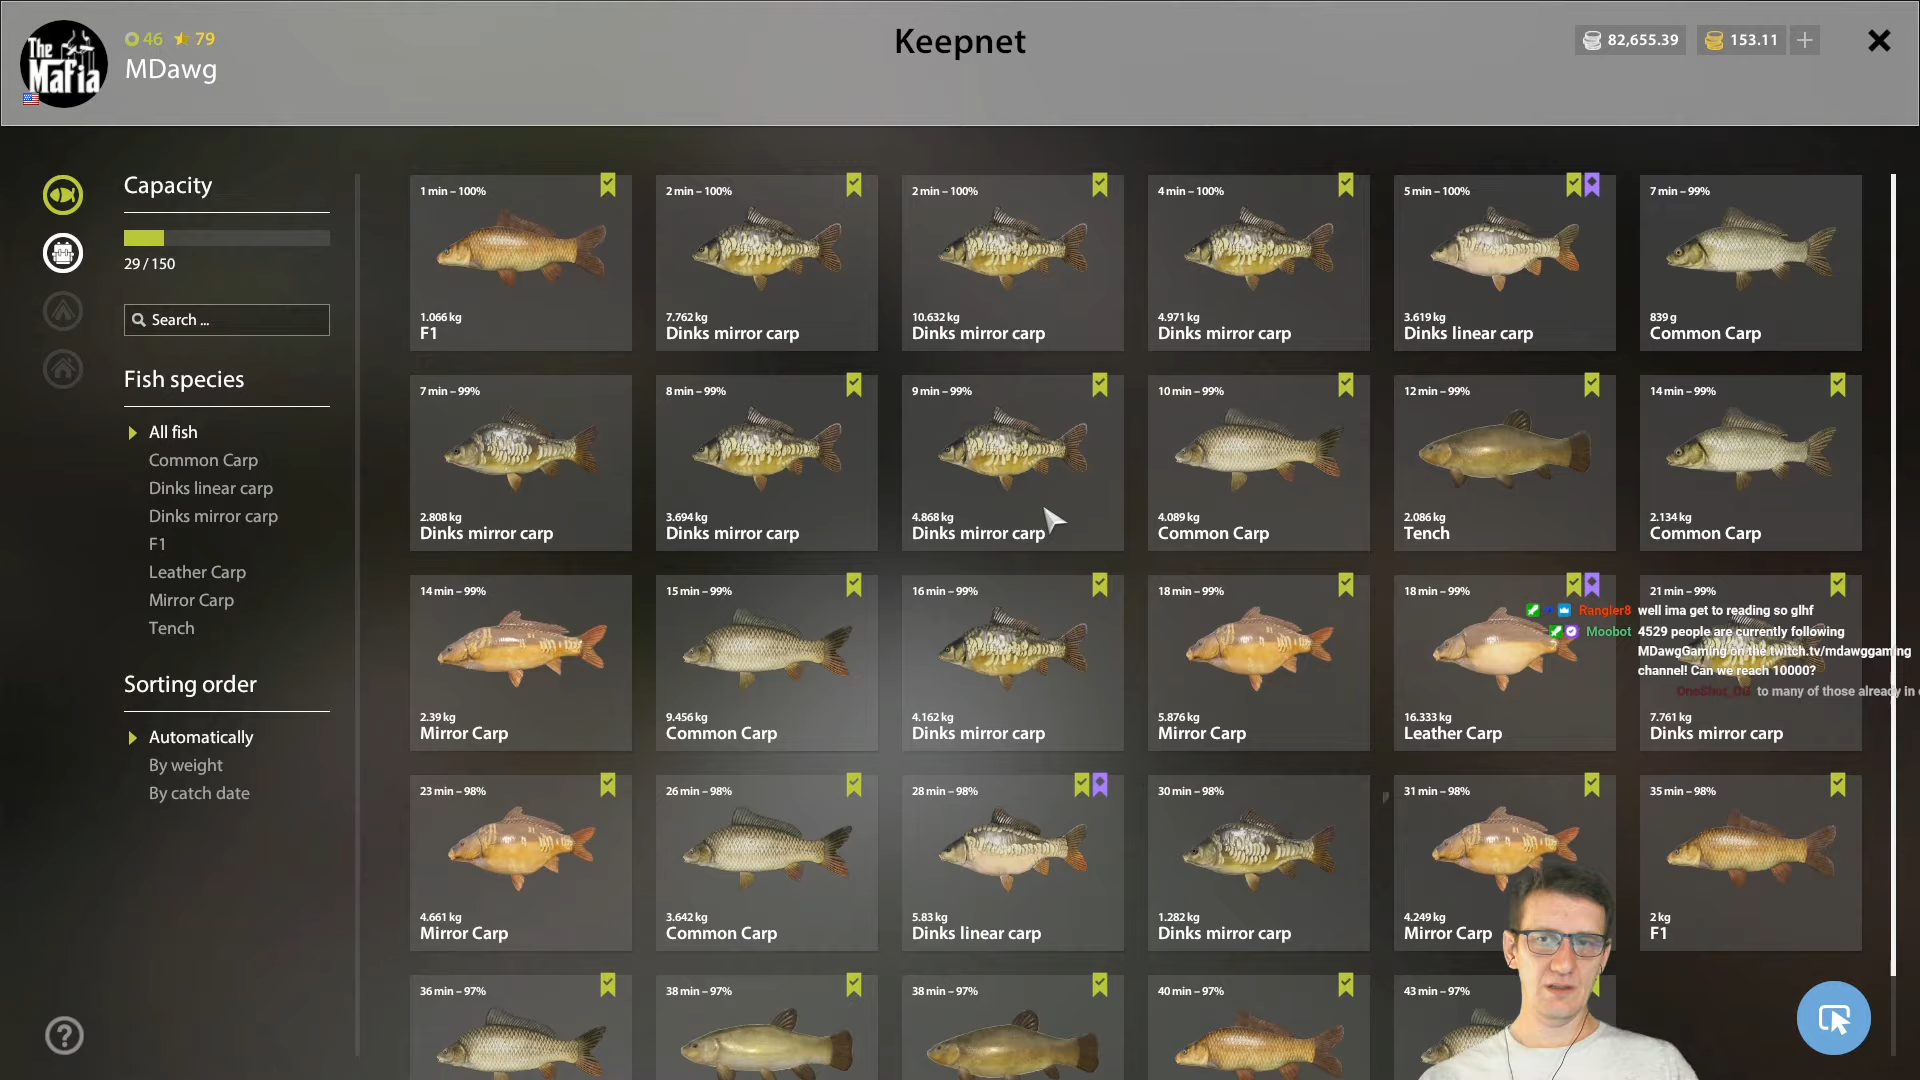 The
Mafia
46 79
MDawg
Keepnet
82,655.39 153.11
Capacity
29 / 150
Search ...
Fish species
All fish
Common Carp
Dinks linear carp
Dinks mirror carp
F1
Leather Carp
Mirror Carp
Tench
Sorting order
Automatically
By weight
By catch date
1 min – 100%
1.066 kg
F1
2 min – 100%
7.762 kg
Dinks mirror carp
2 min – 100%
10.632 kg
Dinks mirror carp
4 min – 100%
4.971 kg
Dinks mirror carp
5 min – 100%
3.619 kg
Dinks linear carp
7 min – 99%
839 g
Common Carp
7 min – 99%
2.808 kg
Dinks mirror carp
8 min – 99%
3.694 kg
Dinks mirror carp
9 min – 99%
4.868 kg
Dinks mirror carp
10 min – 99%
4.089 kg
Common Carp
12 min – 99%
2.086 kg
Tench
14 min – 99%
2.134 kg
Common Carp
14 min – 99%
2.39 kg
Mirror Carp
15 min – 99%
9.456 kg
Common Carp
16 min – 99%
4.162 kg
Dinks mirror carp
18 min – 99%
5.876 kg
Mirror Carp
18 min – 99%
16.333 kg
Leather Carp
21 min – 99%
7.761 kg
Dinks mirror carp
Rangler8 well ima get to reading so glhf
Moobot 4529 people are currently following
MDawgGaming on the twitch.tv/mdawggaming
channel! Can we reach 10000?
OneShot_OG to many of those already in
23 min – 98%
4.661 kg
Mirror Carp
26 min – 98%
3.642 kg
Common Carp
28 min – 98%
5.83 kg
Dinks linear carp
30 min – 98%
1.282 kg
Dinks mirror carp
31 min – 98%
4.249 kg
Mirror Carp
35 min – 98%
2 kg
F1
36 min – 97%
38 min – 97%
38 min – 97%
40 min – 97%
43 min – 97%
?